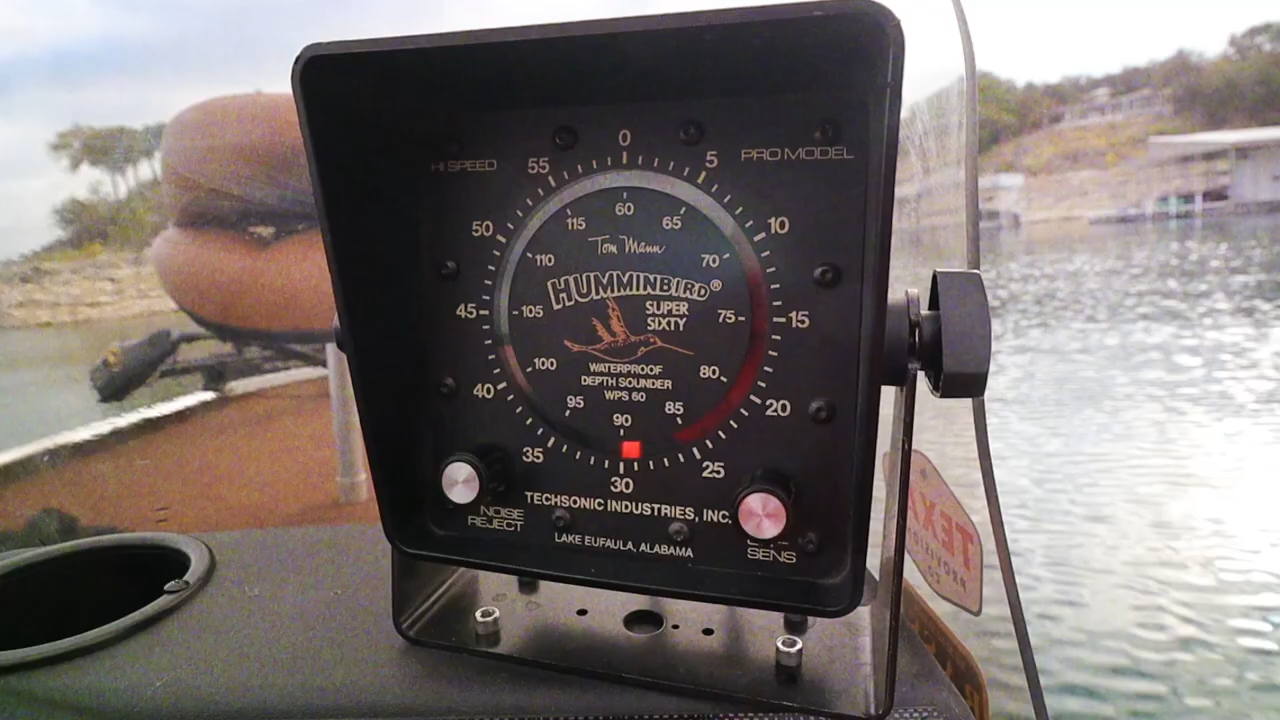 HI SPEED
PRO MODEL
0
5
10
15
20
25
30
35
40
45
50
55
60
65
70
75
80
85
90
95
100
105
110
115
Tom Mann
HUMMINBIRD®
SUPER
SIXTY
WATERPROOF
DEPTH SOUNDER
WPS 60
NOISE
REJECT
TECHSONIC INDUSTRIES, INC.
LAKE EUFAULA, ALABAMA
SENS